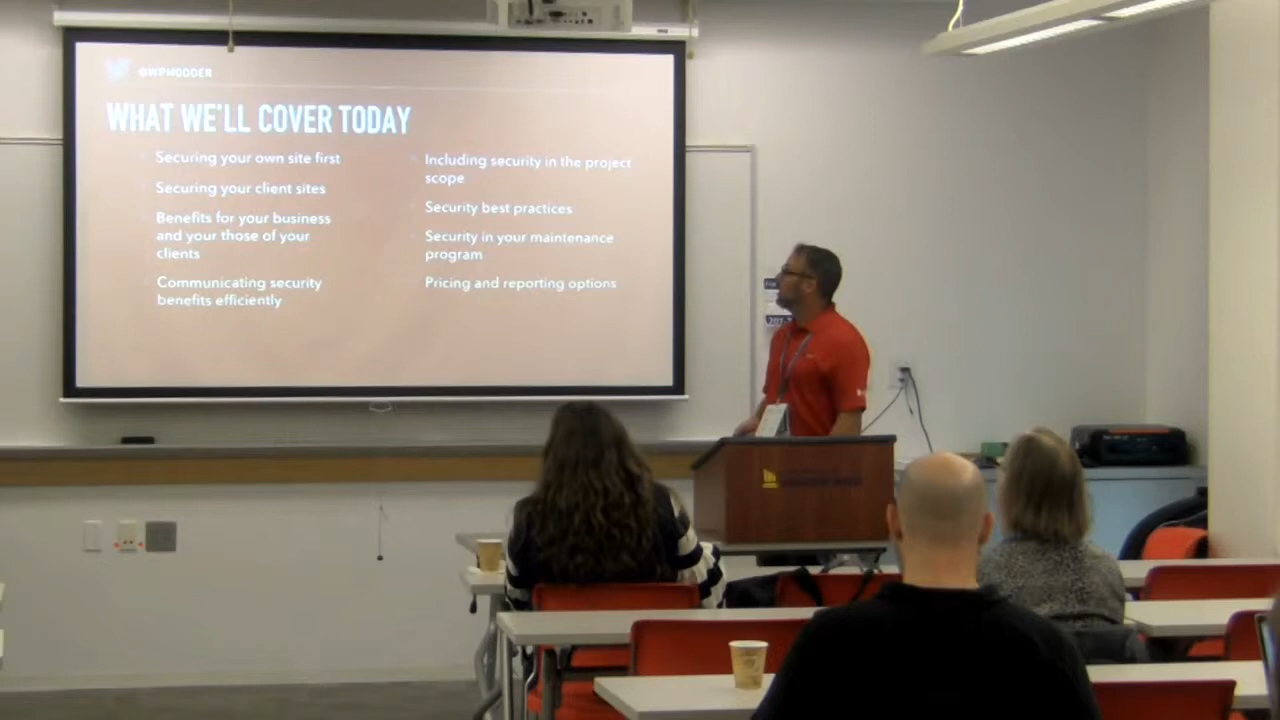 @WPMODDER
WHAT WE'LL COVER TODAY
Securing your own site first
Securing your client sites
Benefits for your business
and your those of your
clients
Communicating security
benefits efficiently
Including security in the project
scope
Security best practices
Security in your maintenance
program
Pricing and reporting options